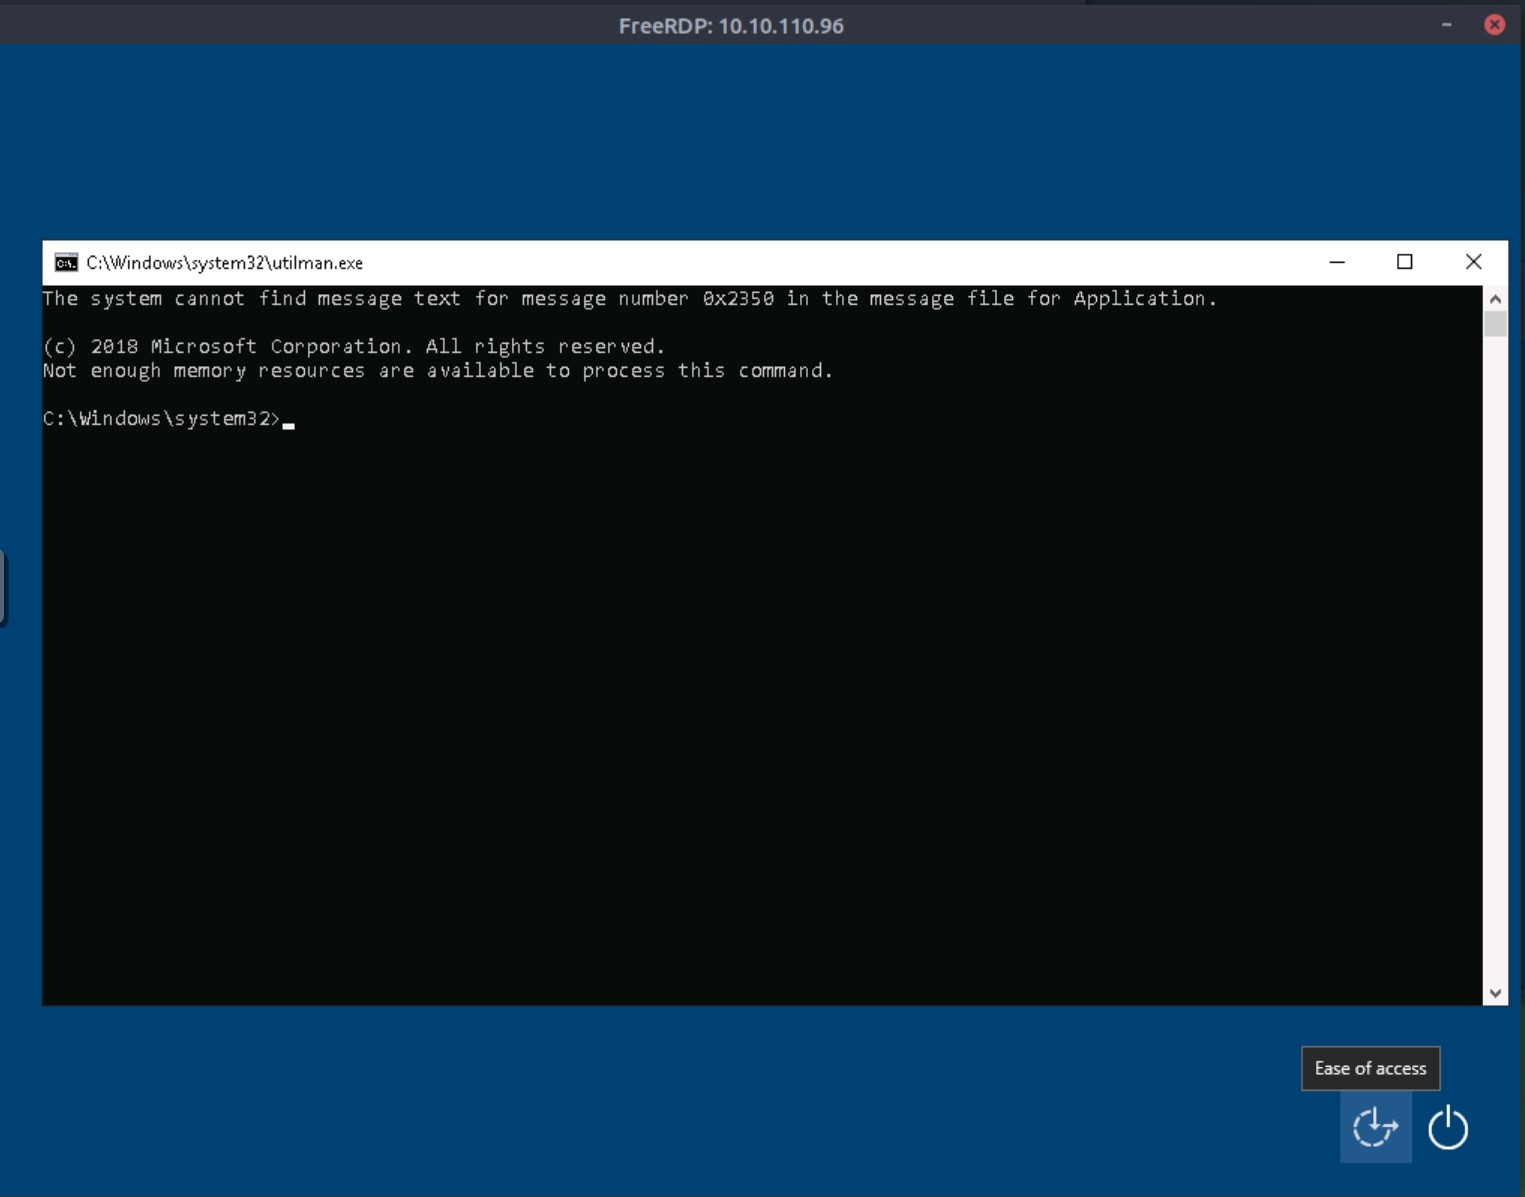 FreeRDP: 10.10.110.96
C:\Windows\system32\utilman.exe
The system cannot find message text for message number 0x2350 in the message file for Application.
(c) 2018 Microsoft Corporation. All rights reserved.
Not enough memory resources are available to process this command.
C:\Windows\system32>
Ease of access